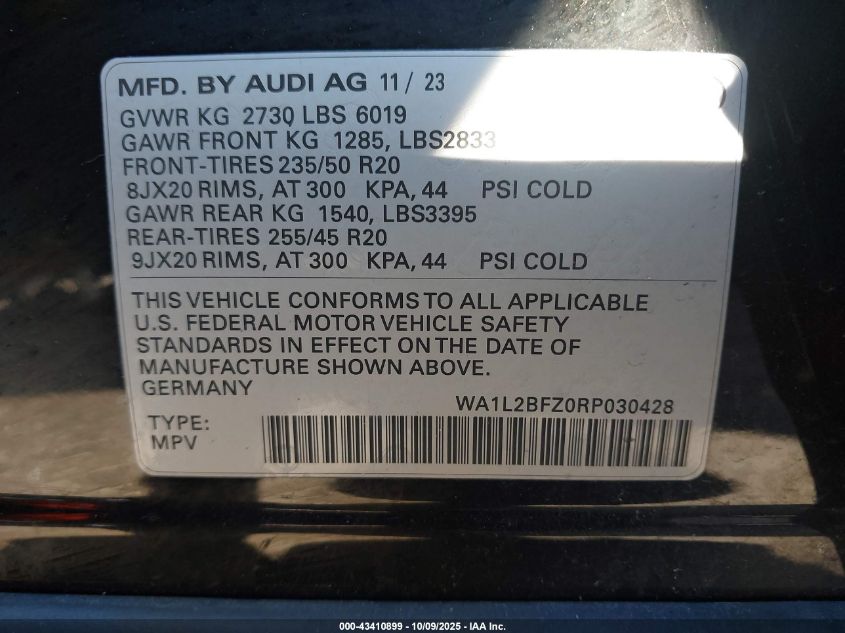 MFD. BY AUDI AG 11 / 23
GVWR KG 2730 LBS 6019
GAWR FRONT KG 1285, LBS2833
FRONT-TIRES 235/50 R20
8JX20 RIMS, AT 300 KPA, 44 PSI COLD
GAWR REAR KG 1540, LBS3395
REAR-TIRES 255/45 R20
9JX20 RIMS, AT 300 KPA, 44 PSI COLD
THIS VEHICLE CONFORMS TO ALL APPLICABLE
U.S. FEDERAL MOTOR VEHICLE SAFETY
STANDARDS IN EFFECT ON THE DATE OF
MANUFACTURE SHOWN ABOVE.
GERMANY
WA1L2BFZ0RP030428
TYPE:
MPV
000-43410899 - 10/09/2025 - IAA Inc.